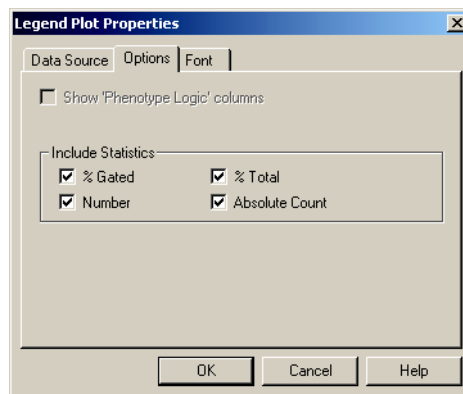 Legend Plot Properties
Data Source Options Font
Show 'Phenotype Logic' columns
Include Statistics
% Gated % Total
Number Absolute Count
OK Cancel Help